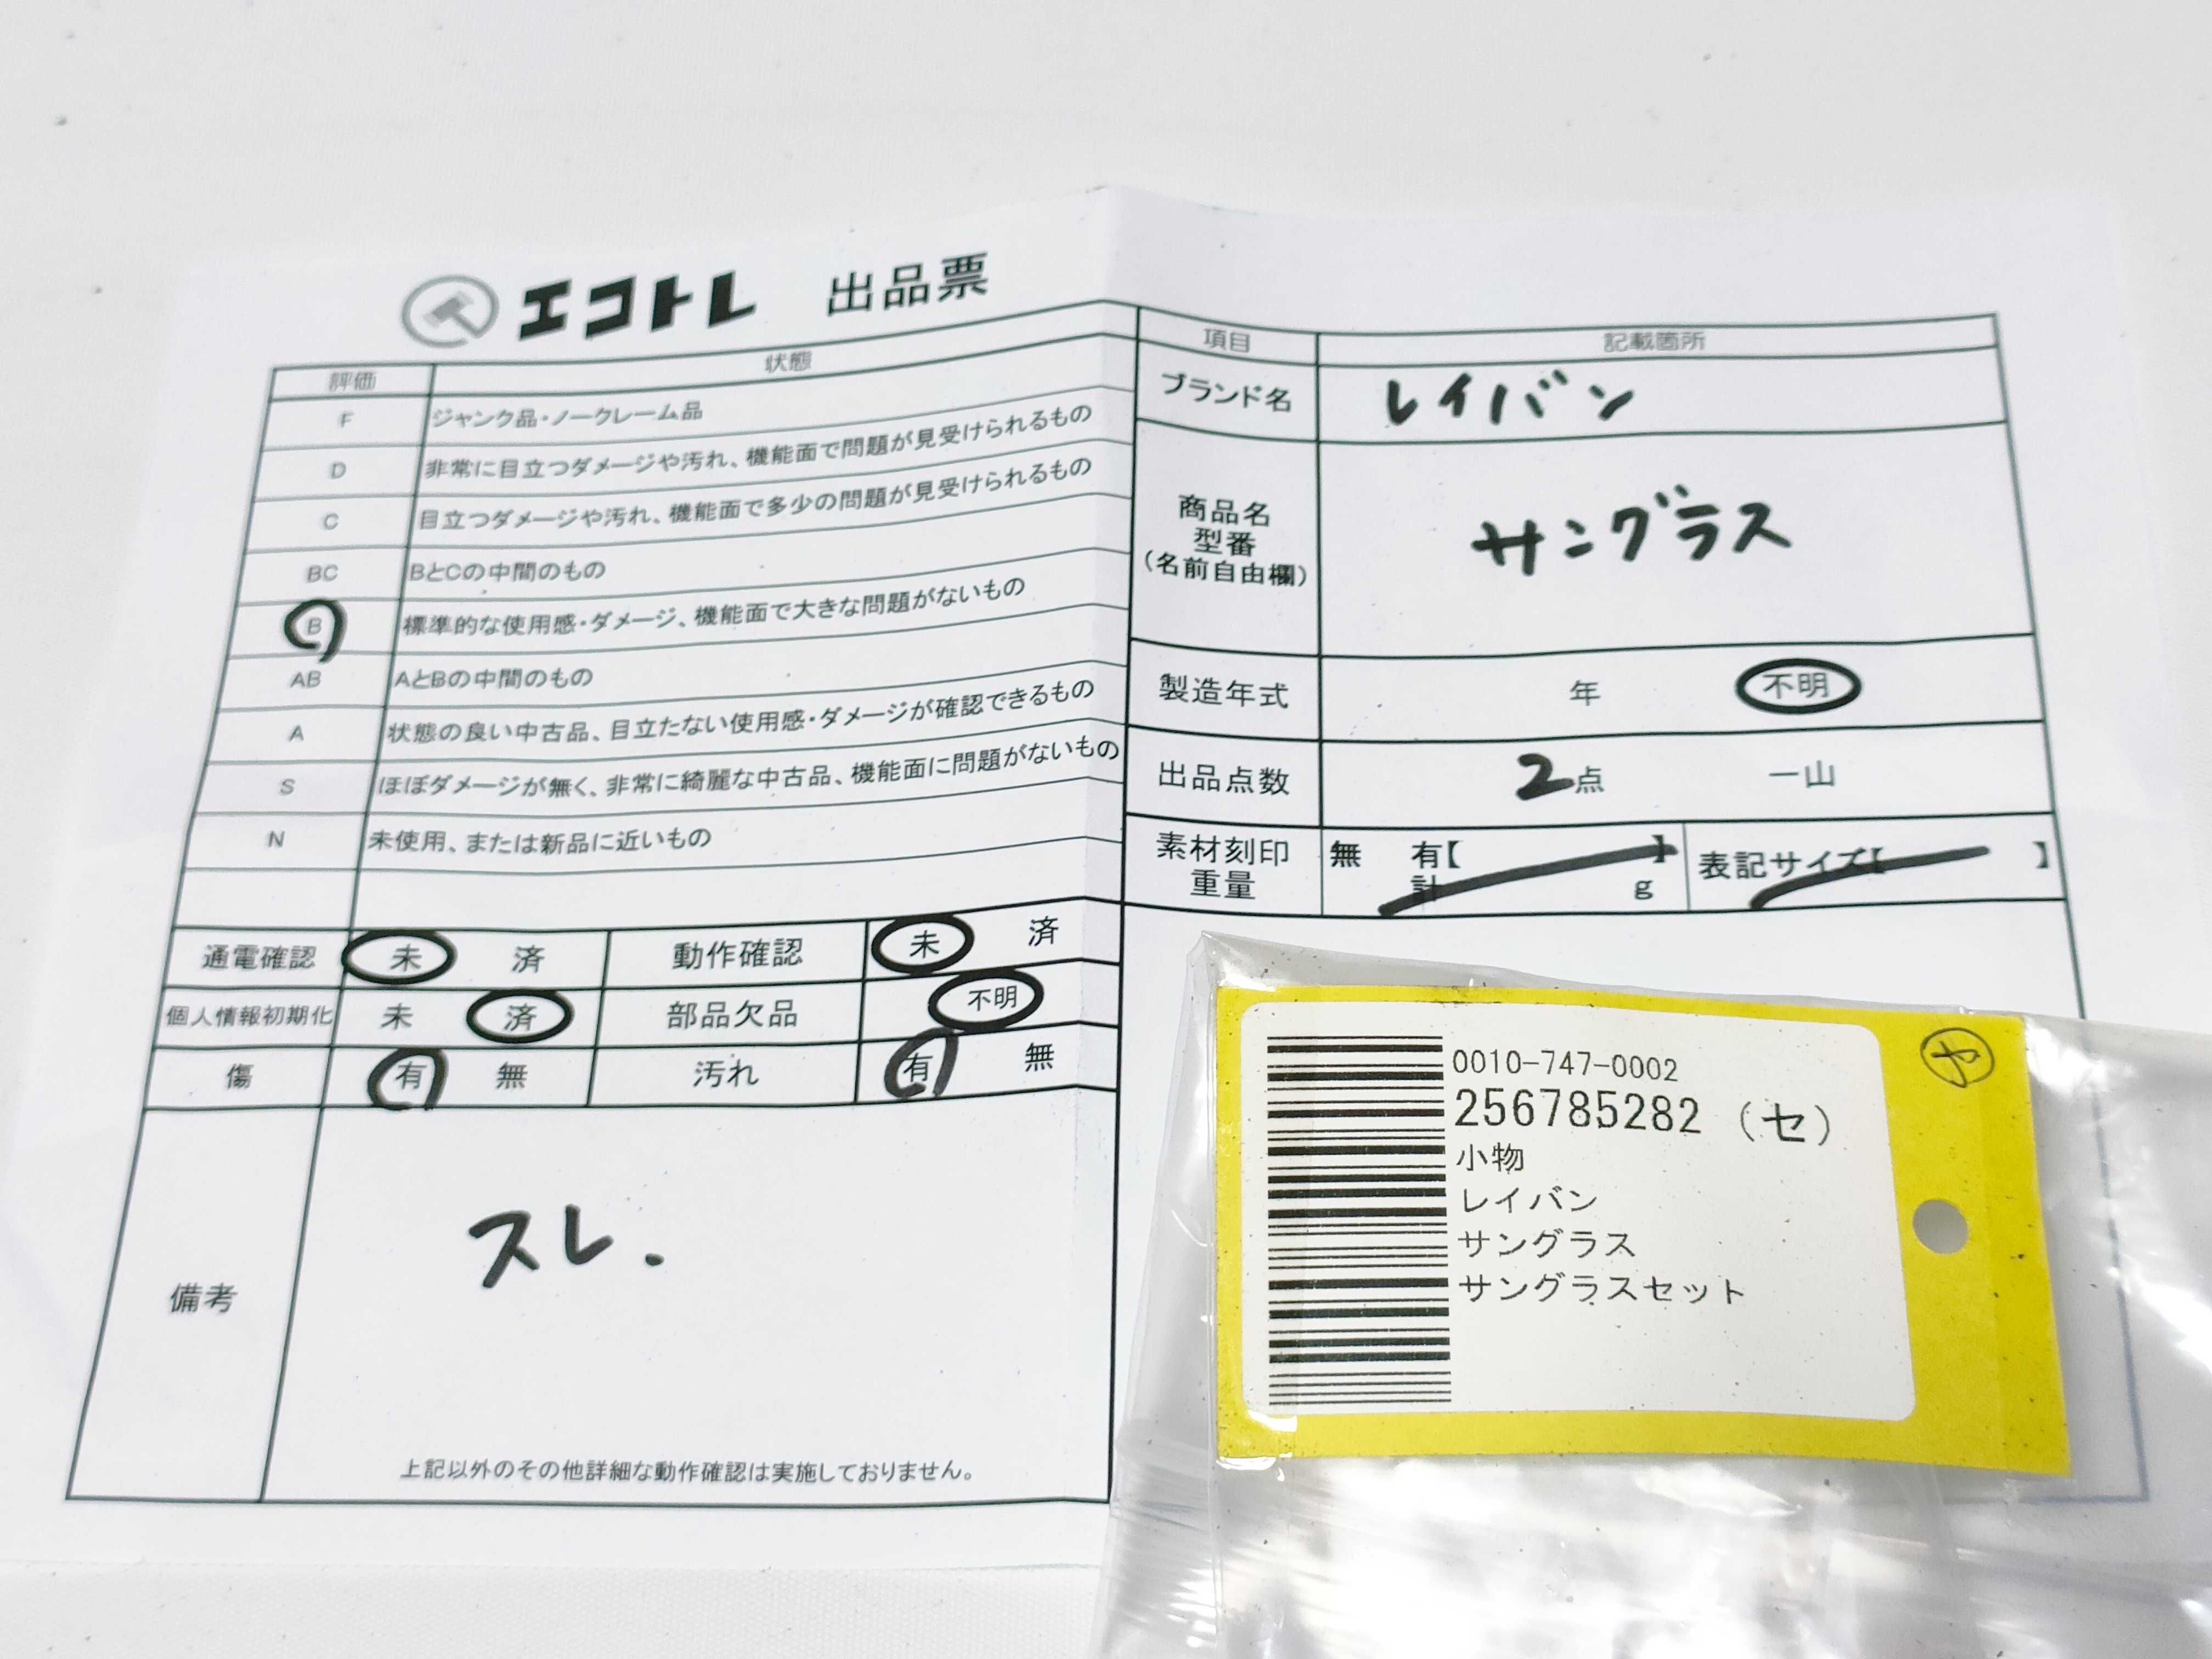 エコトレ 出品票
評価 状態
F ジャンク品・ノークレーム品
D 非常に目立つダメージや汚れ、機能面で問題が見受けられるもの
C 目立つダメージや汚れ、機能面で多少の問題が見受けられるもの
BC BとCの中間のもの
B 標準的な使用感・ダメージ、機能面で大きな問題がないもの
AB AとBの中間のもの
A 状態の良い中古品、目立たない使用感・ダメージが確認できるもの
S ほぼダメージが無く、非常に綺麗な中古品、機能面に問題がないもの
N 未使用、または新品に近いもの
通電確認 未 済 動作確認 未 済
個人情報初期化 未 済 部品欠品 不明
傷 有 無 汚れ 有 無
備考
スレ.
上記以外のその他詳細な動作確認は実施しておりません。
項目 記載箇所
ブランド名 レイバン
商品名
型番
(名前自由欄)
サングラス
製造年式 年 不明
出品点数 2点 一山
素材刻印 無 有【 】 表記サイズ【 】
重量 計 g
0010-747-0002
256785282 (セ)
小物
レイバン
サングラス
サングラスセット